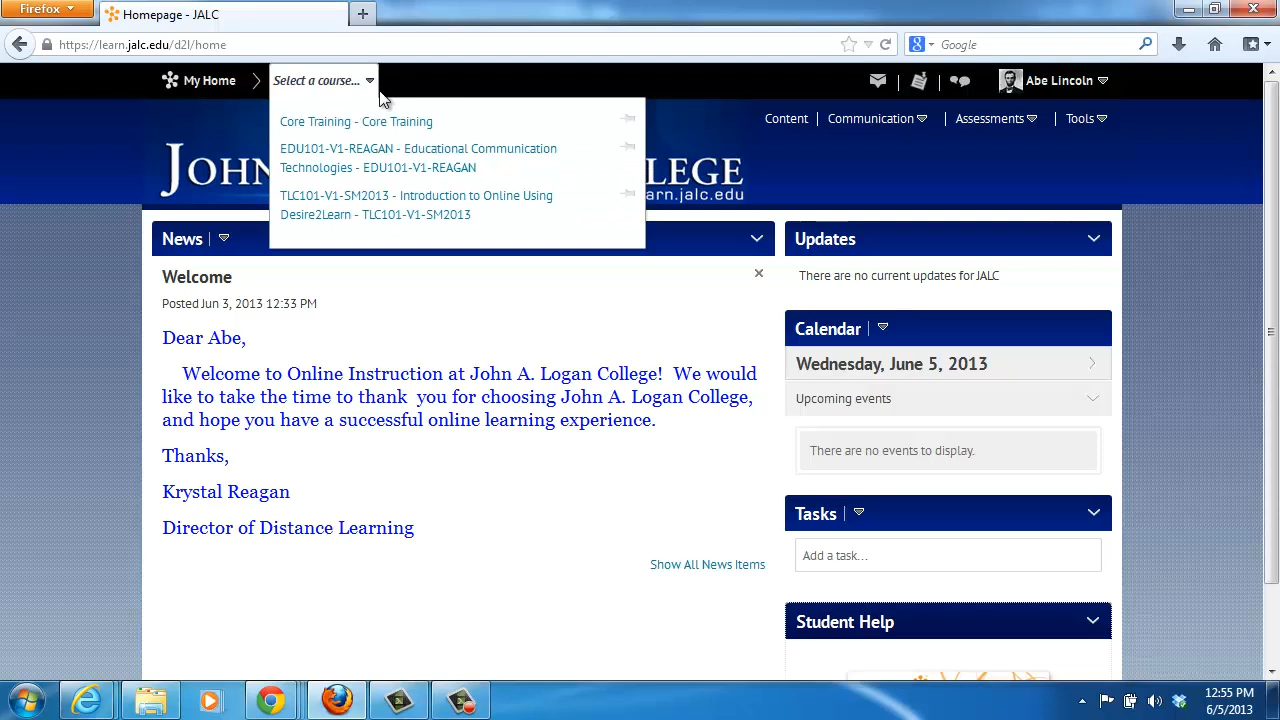 Firefox
Homepage - JALC
https://learn.jalc.edu/d2l/home
Google
My Home
Select a course...
Abe Lincoln
Core Training - Core Training
EDU101-V1-REAGAN - Educational Communication
Technologies - EDU101-V1-REAGAN
TLC101-V1-SM2013 - Introduction to Online Using
Desire2Learn - TLC101-V1-SM2013
Content
Communication
Assessments
Tools
News
Welcome
Posted Jun 3, 2013 12:33 PM
Dear Abe,
Welcome to Online Instruction at John A. Logan College! We would
like to take the time to thank you for choosing John A. Logan College,
and hope you have a successful online learning experience.
Thanks,
Krystal Reagan
Director of Distance Learning
Show All News Items
Updates
There are no current updates for JALC
Calendar
Wednesday, June 5, 2013
Upcoming events
There are no events to display.
Tasks
Add a task...
Student Help
12:55 PM
6/5/2013